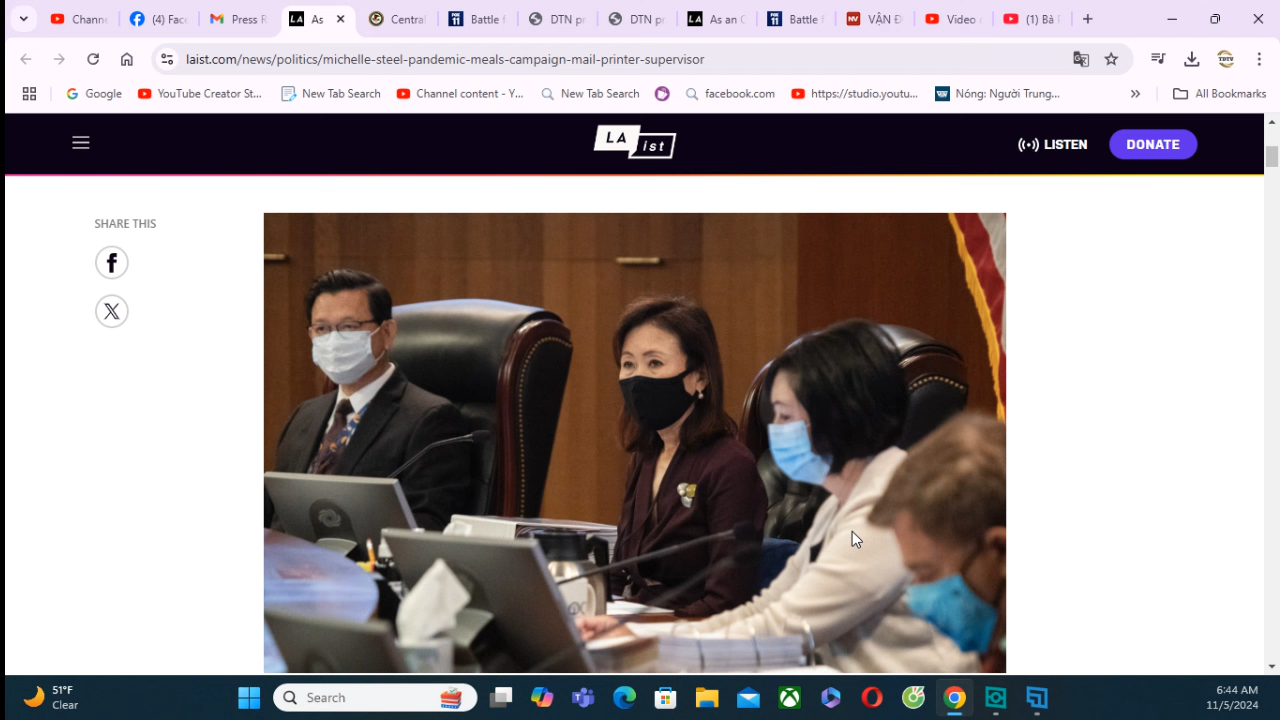 Channe
(4) Fac
Press R
As
Central
Battle
DTN pr
DTN pr
As an C
Battle
VẬN Đ
Video
(1) Bà
laist.com/news/politics/michelle-steel-pandemic-meals-campaign-mail-printer-supervisor
Google
YouTube Creator St...
New Tab Search
Channel content - Y...
New Tab Search
facebook.com
https://studio.youtu...
Nóng: Người Trung...
All Bookmarks
LA
ist
LISTEN
DONATE
SHARE THIS
51°F
Clear
Search
6:44 AM
11/5/2024